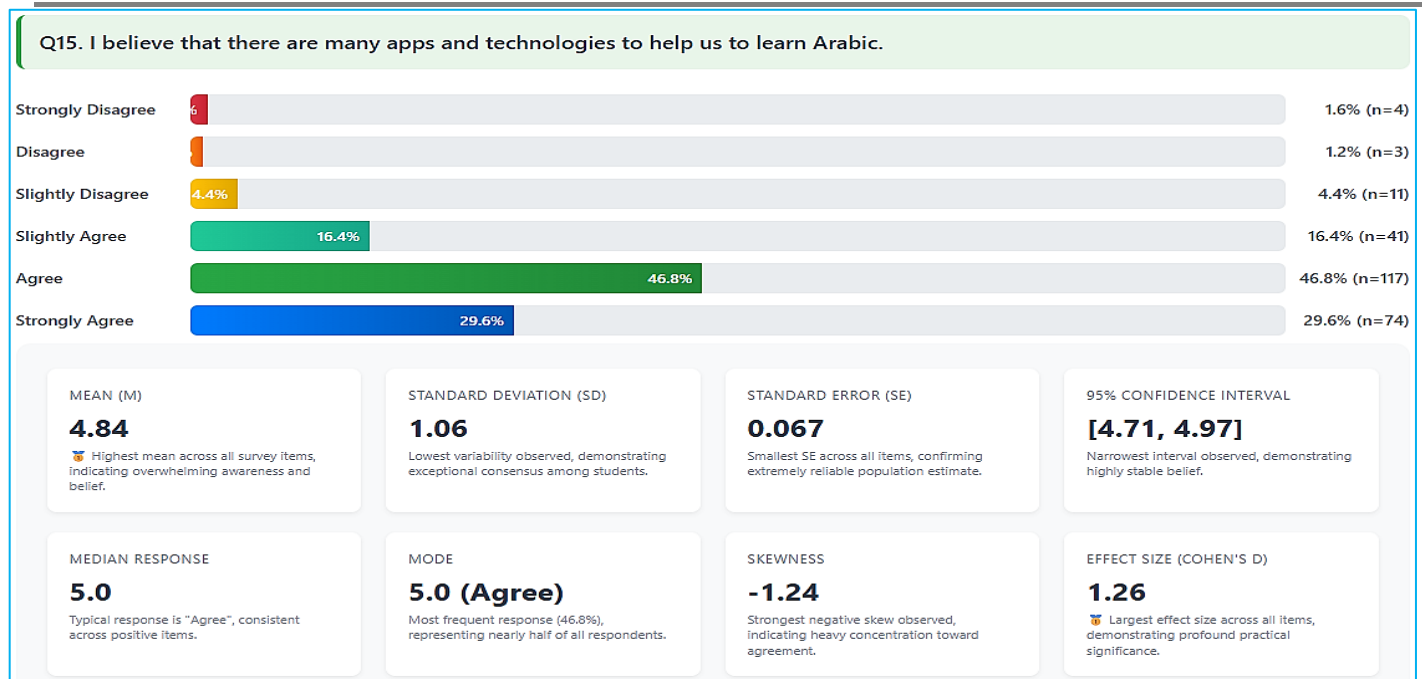 Q15. I believe that there are many apps and technologies to help us to learn Arabic.
Strongly Disagree 1.6% (n=4)
Disagree 1.2% (n=3)
Slightly Disagree 4.4% 4.4% (n=11)
Slightly Agree 16.4% 16.4% (n=41)
Agree 46.8% 46.8% (n=117)
Strongly Agree 29.6% 29.6% (n=74)
MEAN (M)
4.84
🥇 Highest mean across all survey items,
indicating overwhelming awareness and
belief.
STANDARD DEVIATION (SD)
1.06
Lowest variability observed, demonstrating
exceptional consensus among students.
STANDARD ERROR (SE)
0.067
Smallest SE across all items, confirming
extremely reliable population estimate.
95% CONFIDENCE INTERVAL
[4.71, 4.97]
Narrowest interval observed, demonstrating
highly stable belief.
MEDIAN RESPONSE
5.0
Typical response is "Agree", consistent
across positive items.
MODE
5.0 (Agree)
Most frequent response (46.8%),
representing nearly half of all respondents.
SKEWNESS
-1.24
Strongest negative skew observed,
indicating heavy concentration toward
agreement.
EFFECT SIZE (COHEN'S D)
1.26
🥇 Largest effect size across all items,
demonstrating profound practical
significance.